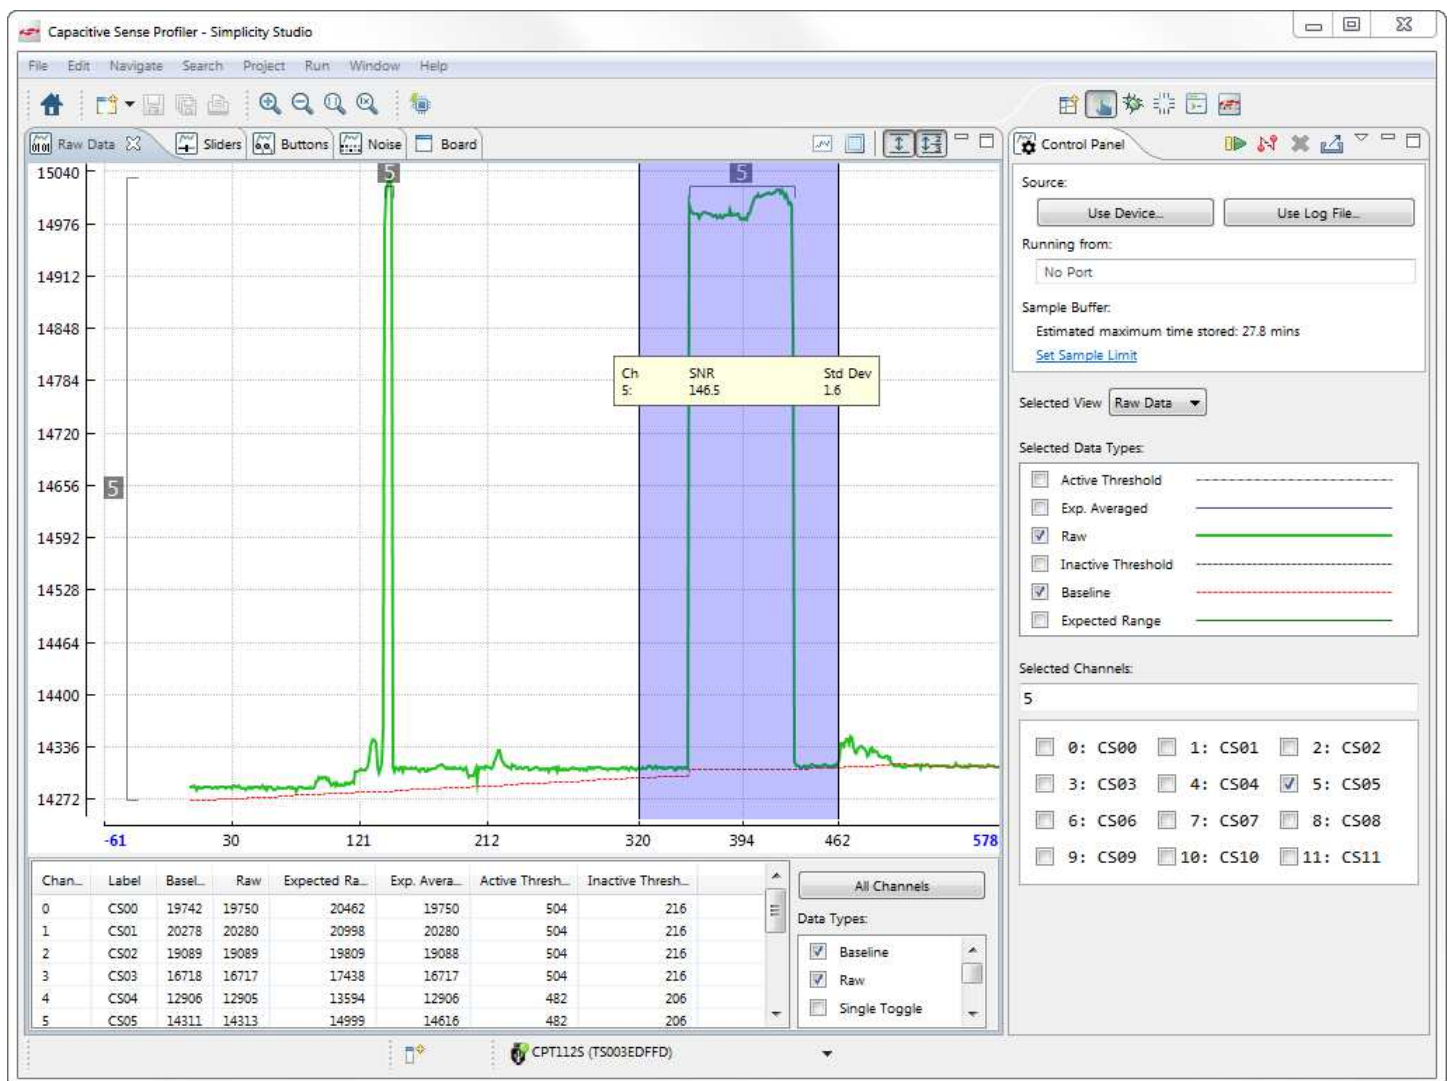 Capacitive Sense Profiler - Simplicity Studio
File Edit Navigate Search Project Run Window Help
Raw Data Sliders Buttons Noise Board
15040
14976
14912
14848
14784
14720
14656
14592
14528
14464
14400
14336
14272
5
5
5
Ch SNR Std Dev
5: 146.5 1.6
-61 30 121 212 320 394 462 578
Chan... Label Basel... Raw Expected Ra... Exp. Avera... Active Thresh... Inactive Thresh...
0 CS00 19742 19750 20462 19750 504 216
1 CS01 20278 20280 20998 20280 504 216
2 CS02 19089 19089 19809 19088 504 216
3 CS03 16718 16717 17438 16717 504 216
4 CS04 12906 12905 13594 12906 482 206
5 CS05 14311 14313 14999 14616 482 206
All Channels
Data Types:
Baseline
Raw
Single Toggle
Control Panel
Source:
Use Device... Use Log File...
Running from:
No Port
Sample Buffer:
Estimated maximum time stored: 27.8 mins
Set Sample Limit
Selected View Raw Data
Selected Data Types:
Active Threshold
Exp. Averaged
Raw
Inactive Threshold
Baseline
Expected Range
Selected Channels:
5
0: CS00 1: CS01 2: CS02
3: CS03 4: CS04 5: CS05
6: CS06 7: CS07 8: CS08
9: CS09 10: CS10 11: CS11
CPT112S (TS003EDFFD)